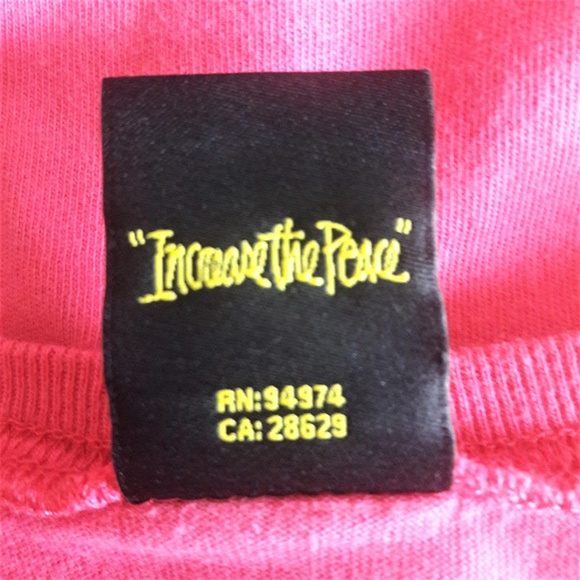 "Increase the Peace"
RN: 94974
CA: 28629